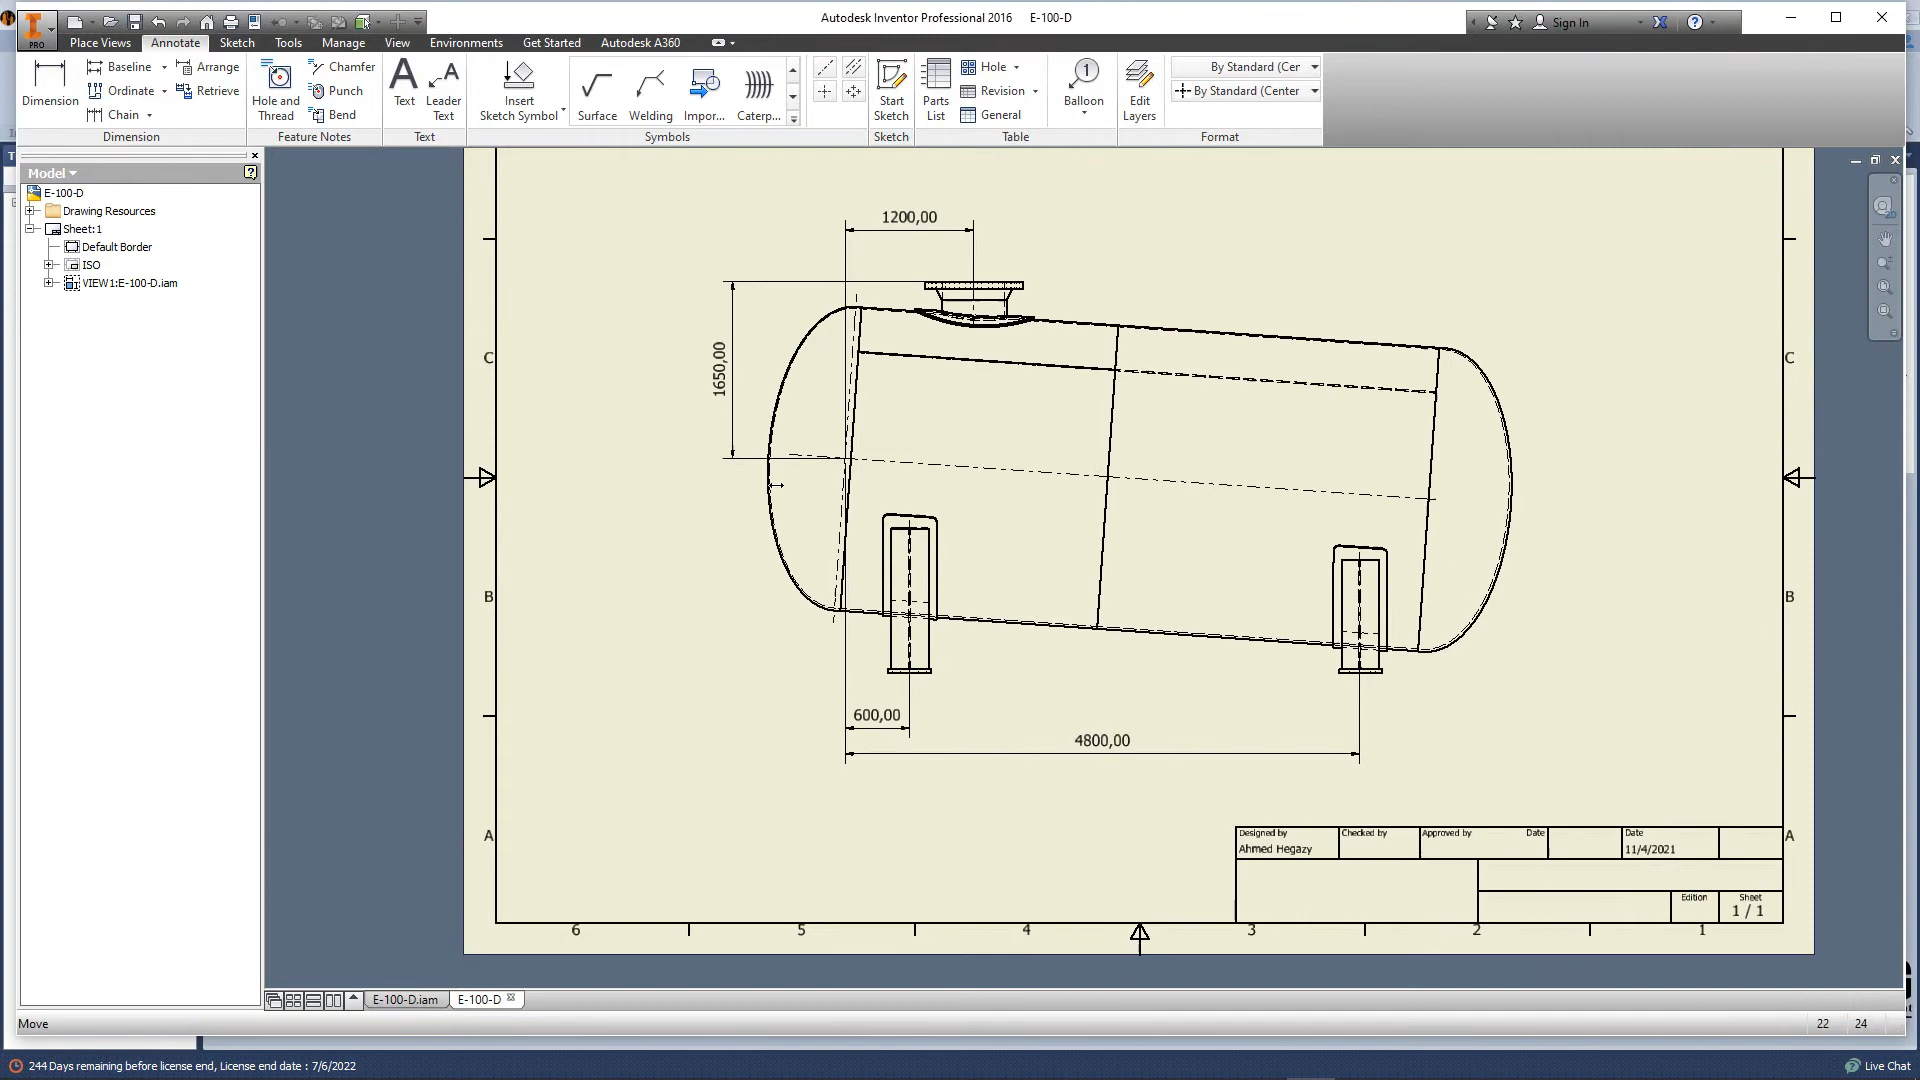 Autodesk Inventor Professional 2016 E-100-D
Sign In
PRO
Place Views Annotate Sketch Tools Manage View Environments Get Started Autodesk A360
Dimension
Baseline
Ordinate
Chain
Arrange
Retrieve
Dimension
Hole and Thread
Chamfer
Punch
Bend
Feature Notes
Text
Leader Text
Text
Insert Sketch Symbol
Surface
Welding
Impor...
Caterp...
Symbols
Start Sketch
Sketch
Parts List
Hole
Revision
General
Table
1
Balloon
Edit Layers
By Standard (Cer
By Standard (Center
Format
Model
E-100-D
Drawing Resources
Sheet:1
Default Border
ISO
VIEW1:E-100-D.iam
2D
1200,00
1650,00
600,00
4800,00
C
C
B
B
A
A
Designed by
Ahmed Hegazy
Checked by
Approved by
Date
Date
11/4/2021
Edition
Sheet
1 / 1
6 5 4 3 2 1
E-100-D.iam
E-100-D
Move
22 24
244 Days remaining before license end, License end date : 7/6/2022
Live Chat